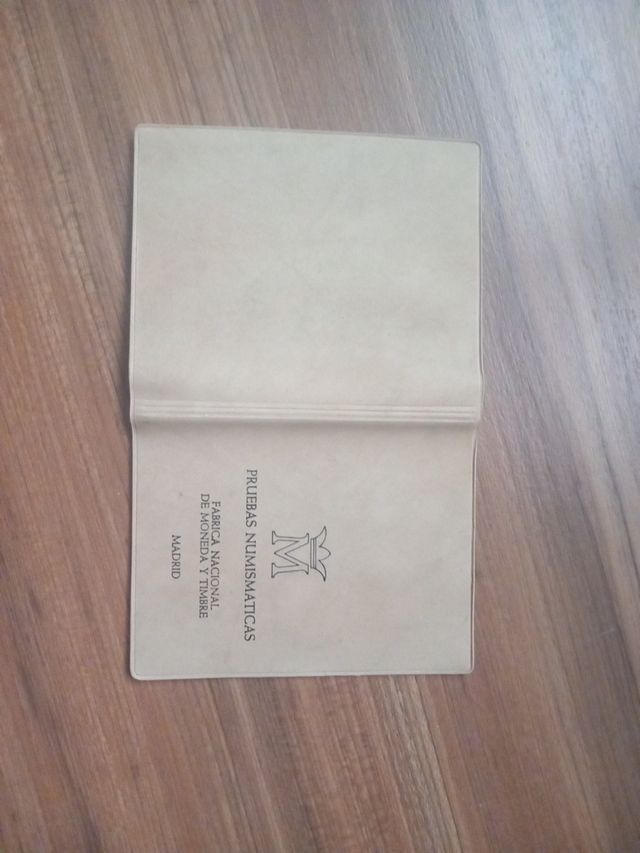 M
PRUEBAS NUMISMATICAS
FABRICA NACIONAL
DE MONEDA Y TIMBRE
MADRID